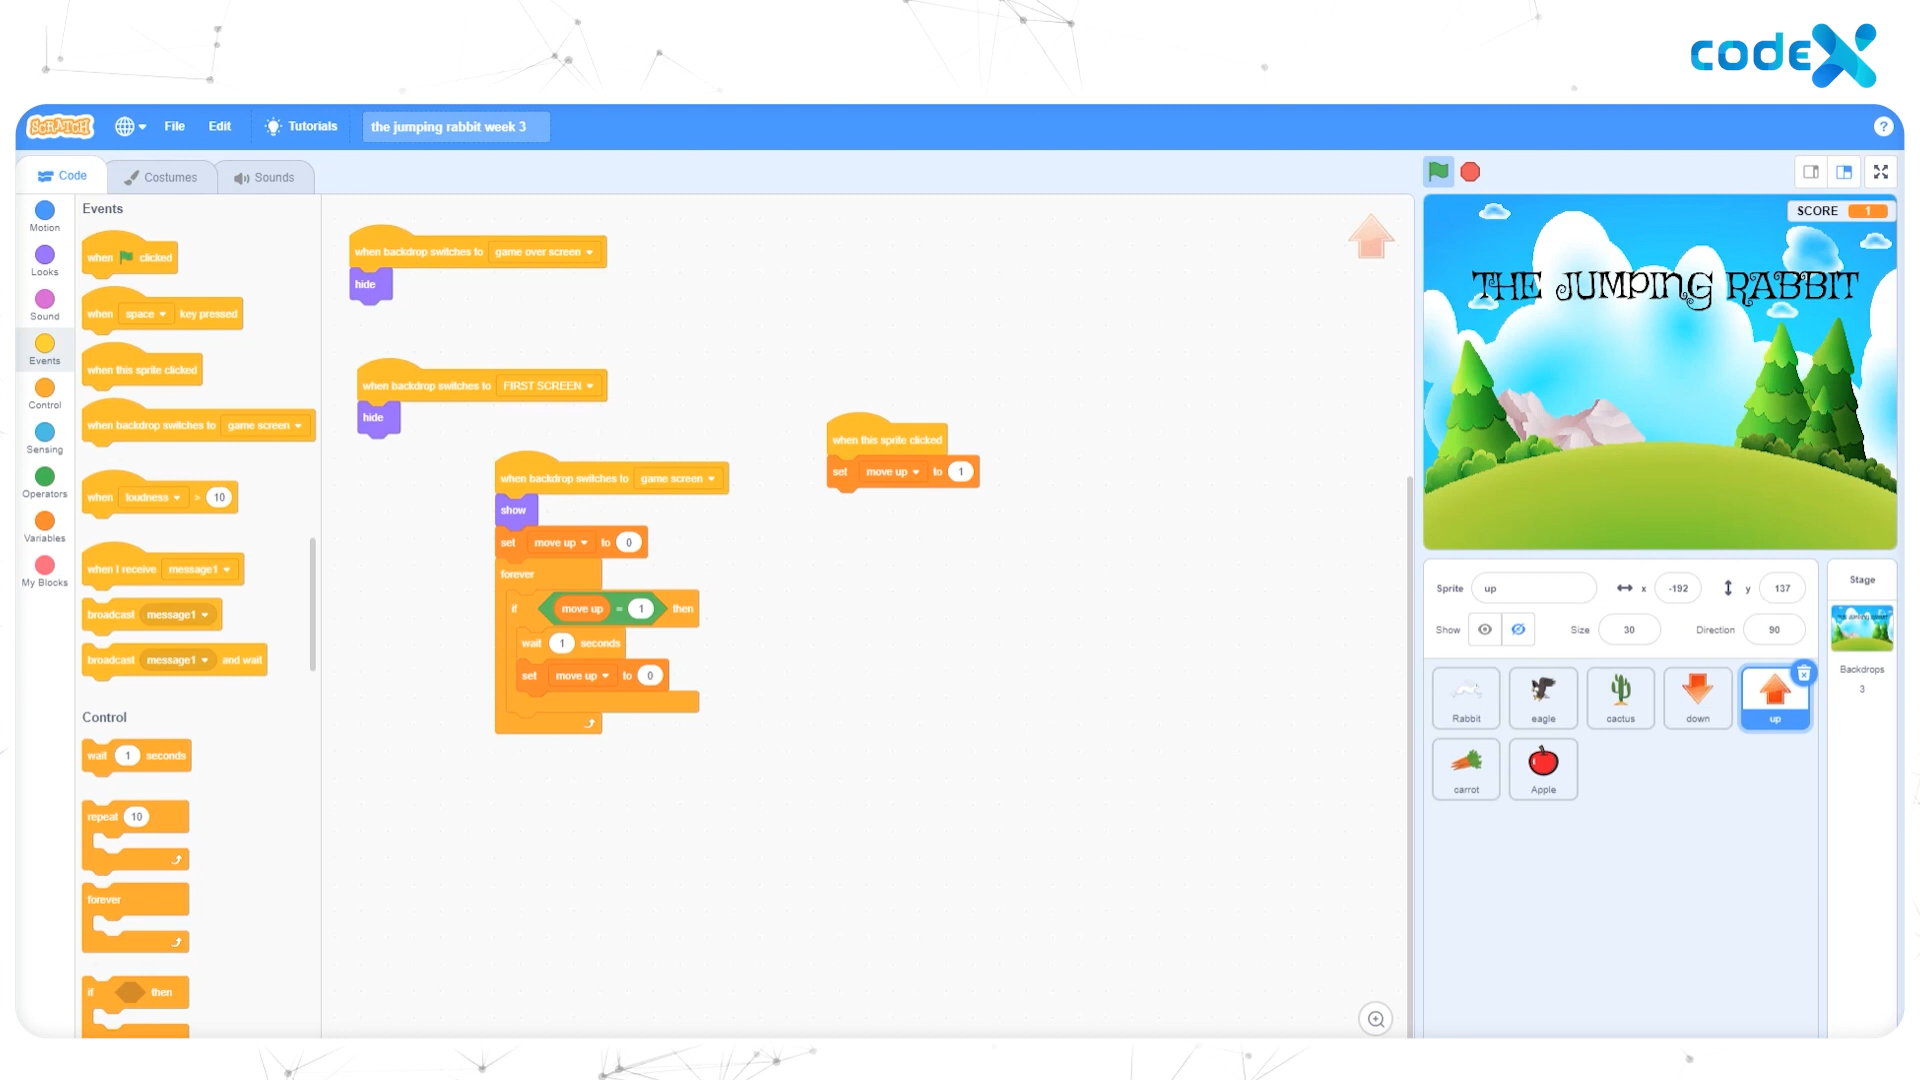 codeX
SCRATCH
File
Edit
Tutorials
the jumping rabbit week 3
?
Code
Costumes
Sounds
Motion
Looks
Sound
Events
Control
Sensing
Operators
Variables
My Blocks
Events
when clicked
when space key pressed
when this sprite clicked
when backdrop switches to game screen
when loudness > 10
when I receive message1
broadcast message1
broadcast message1 and wait
Control
wait 1 seconds
repeat 10
forever
if then
when backdrop switches to game over screen
hide
when backdrop switches to FIRST SCREEN
hide
when backdrop switches to game screen
show
set move up to 0
forever
if move up = 1 then
wait 1 seconds
set move up to 0
when this sprite clicked
set move up to 1
SCORE 1
THE JUMPING RABBIT
Sprite up x -192 y 137
Show Size 30 Direction 90
Rabbit
eagle
cactus
down
up
carrot
Apple
Stage
Backdrops
3